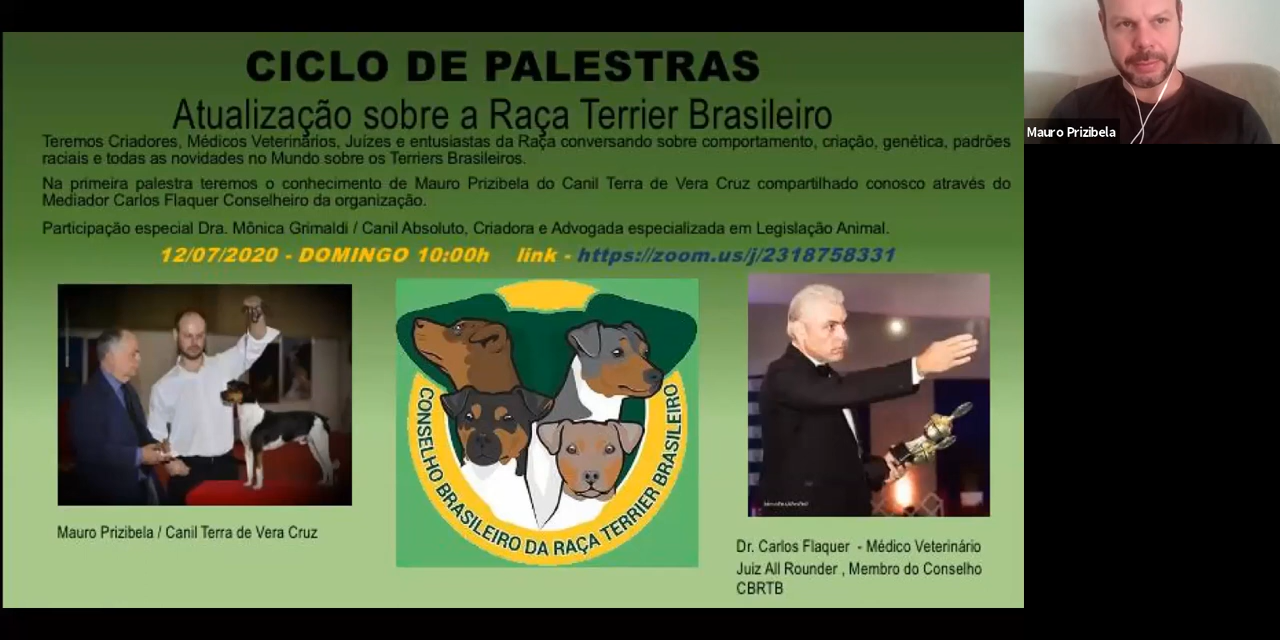 CICLO DE PALESTRAS
Atualização sobre a Raça Terrier Brasileiro
Teremos Criadores, Médicos Veterinários, Juízes e entusiastas da Raça conversando sobre comportamento, criação, genética, padrões
raciais e todas as novidades no Mundo sobre os Terriers Brasileiros.
Na primeira palestra teremos o conhecimento de Mauro Prizibela do Canil Terra de Vera Cruz compartilhado conosco através do
Mediador Carlos Flaquer Conselheiro da organização.
Participação especial Dra. Mônica Grimaldi / Canil Absoluto, Criadora e Advogada especializada em Legislação Animal.
12/07/2020 - DOMINGO 10:00h link - https://zoom.us/j/2318758331
CONSELHO BRASILEIRO DA RAÇA TERRIER BRASILEIRO
Mauro Prizibela / Canil Terra de Vera Cruz
Dr. Carlos Flaquer - Médico Veterinário
Juiz All Rounder , Membro do Conselho
CBRTB
Mauro Prizibela